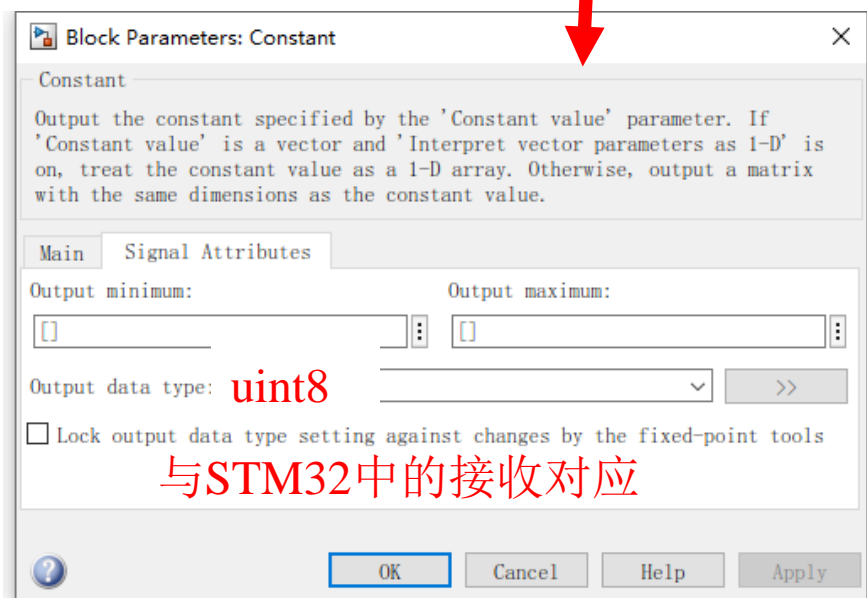 Block Parameters: Constant
Constant
Output the constant specified by the 'Constant value' parameter. If
'Constant value' is a vector and 'Interpret vector parameters as 1-D' is
on, treat the constant value as a 1-D array. Otherwise, output a matrix
with the same dimensions as the constant value.
Main Signal Attributes
Output minimum: Output maximum:
[] []
Output data type: uint8 >>
Lock output data type setting against changes by the fixed-point tools
与STM32中的接收对应
OK Cancel Help Apply